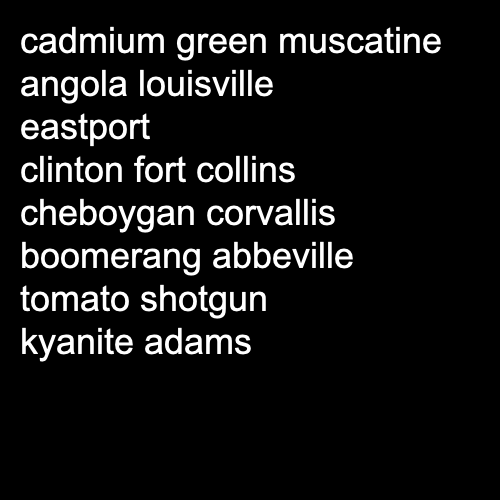 cadmium green muscatine
angola louisville
eastport
clinton fort collins
cheboygan corvallis
boomerang abbeville
tomato shotgun
kyanite adams